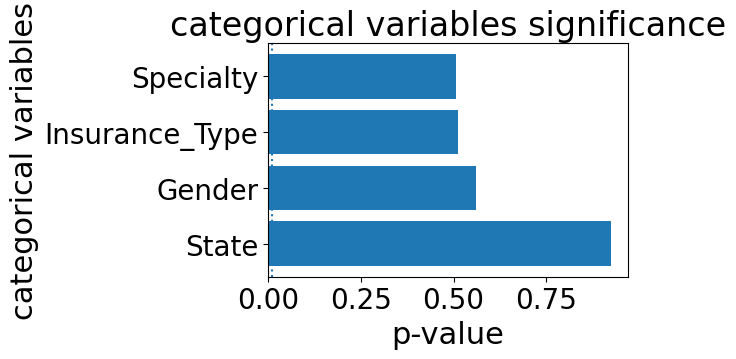 categorical variables significance
categorical variables
Specialty
Insurance_Type
Gender
State
0.00 0.25 0.50 0.75
p-value